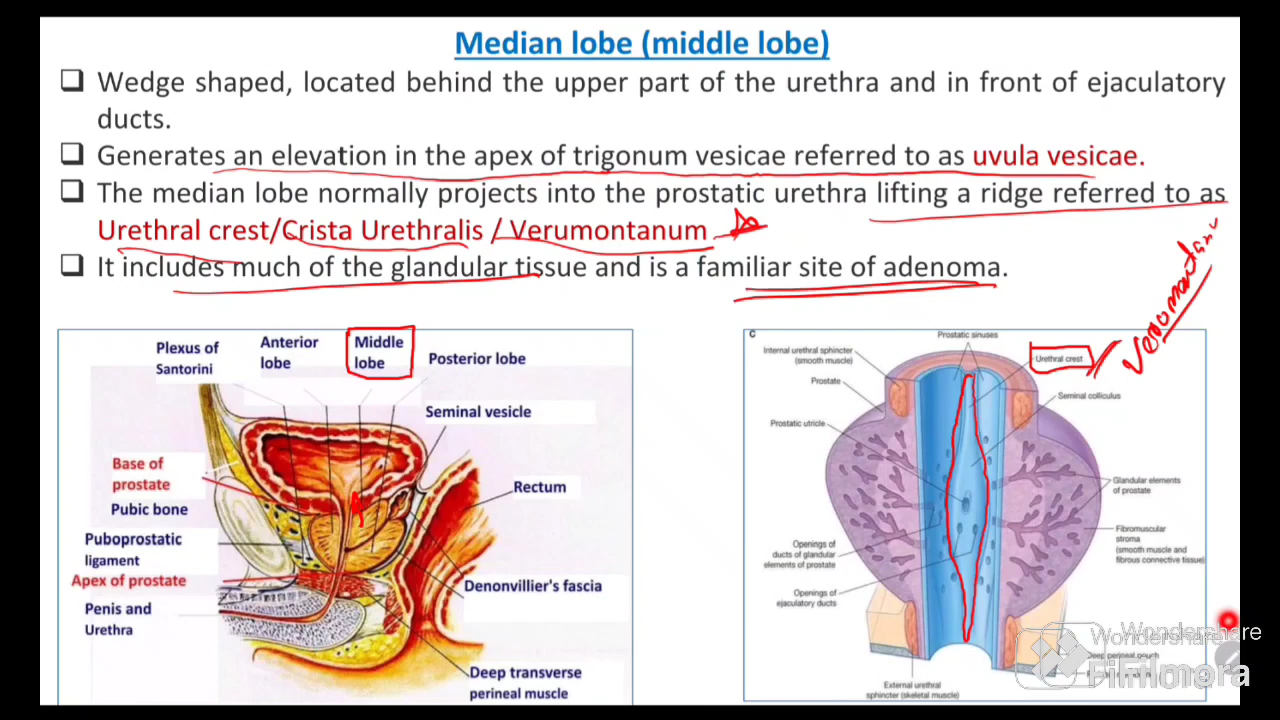 Median lobe (middle lobe)
❑ Wedge shaped, located behind the upper part of the urethra and in front of ejaculatory
ducts.
❑ Generates an elevation in the apex of trigonum vesicae referred to as uvula vesicae.
❑ The median lobe normally projects into the prostatic urethra lifting a ridge referred to as
Urethral crest/Crista Urethralis / Verumontanum
❑ It includes much of the glandular tissue and is a familiar site of adenoma.
Plexus of
Santorini
Anterior
lobe
Middle
lobe
Posterior lobe
Seminal vesicle
Base of
prostate
Rectum
Pubic bone
Puboprostatic
ligament
Apex of prostate
Denonvillier's fascia
Penis and
Urethra
Deep transverse
perineal muscle
C
Prostatic sinuses
Internal urethral sphincter
(smooth muscle)
Urethral crest
Prostate
Seminal colliculus
Prostatic utricle
Glandular elements
of prostate
Fibromuscular
stroma
(smooth muscle and
fibrous connective tissue)
Openings of
ducts of glandular
elements of prostate
Openings of
ejaculatory ducts
Deep perineal pouch
External urethral
sphincter (skeletal muscle)
Wondershare
Filmora